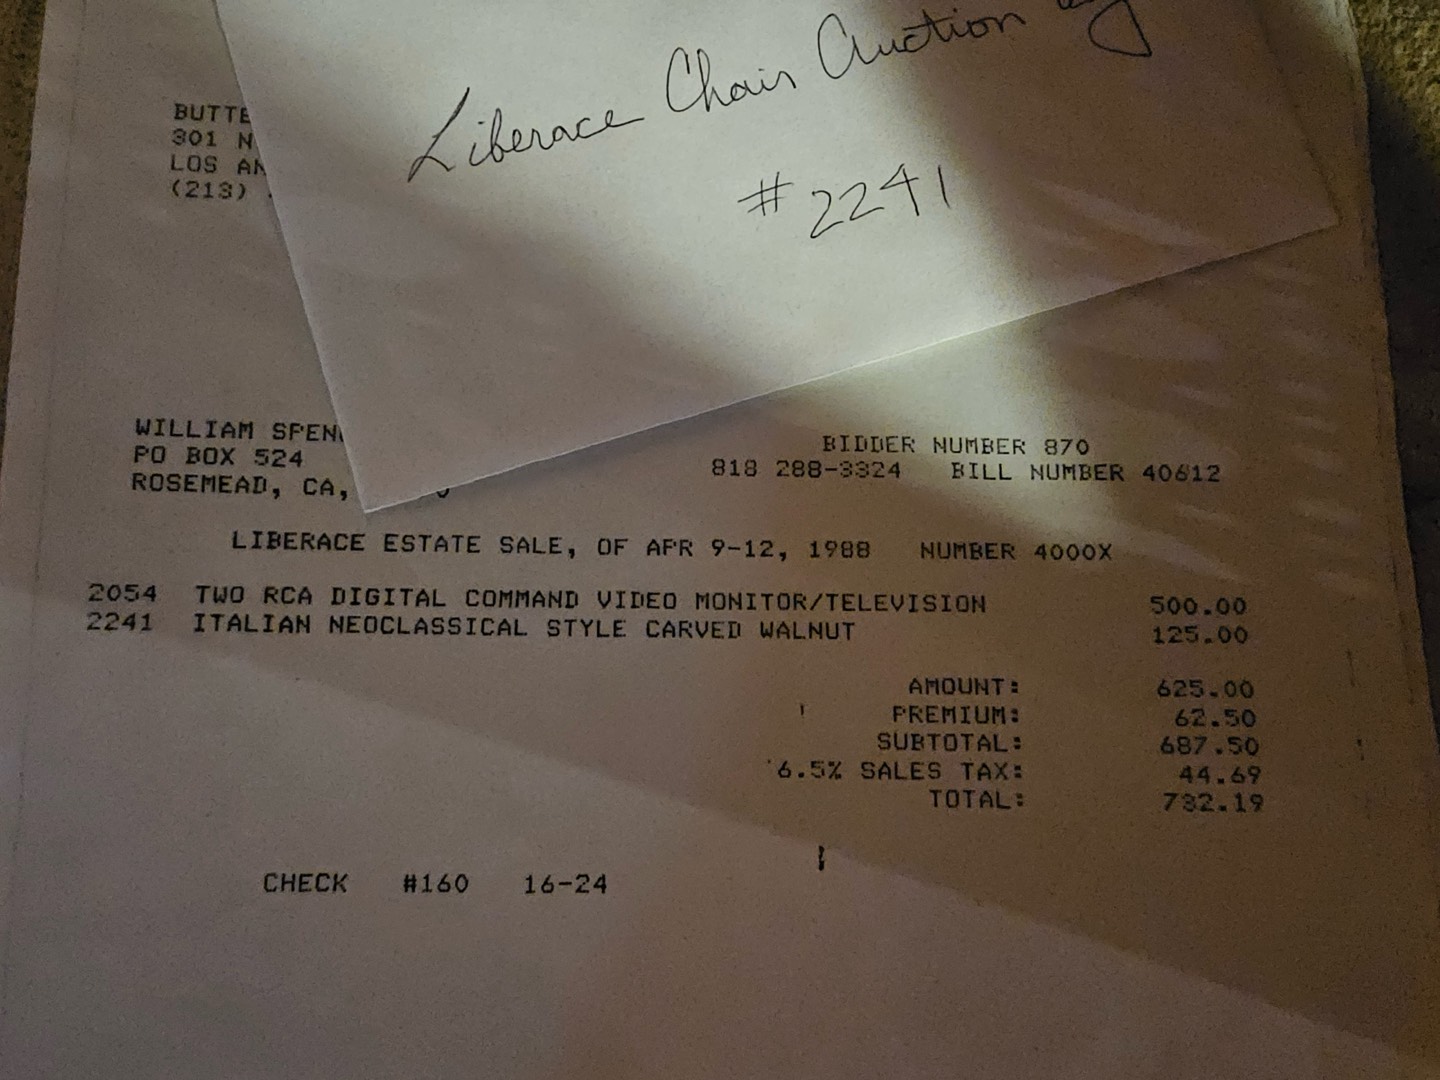 Liberace Chair Auction
#2241
BUTTE
301 N
LOS AN
(213)
WILLIAM SPEN
PO BOX 524
ROSEMEAD, CA,
BIDDER NUMBER 870
818 288-3324 BILL NUMBER 40612
LIBERACE ESTATE SALE, OF APR 9-12, 1988 NUMBER 4000X
2054 TWO RCA DIGITAL COMMAND VIDEO MONITOR/TELEVISION 500.00
2241 ITALIAN NEOCLASSICAL STYLE CARVED WALNUT 125.00
AMOUNT: 625.00
PREMIUM: 62.50
SUBTOTAL: 687.50
6.5% SALES TAX: 44.69
TOTAL: 732.19
CHECK #160 16-24